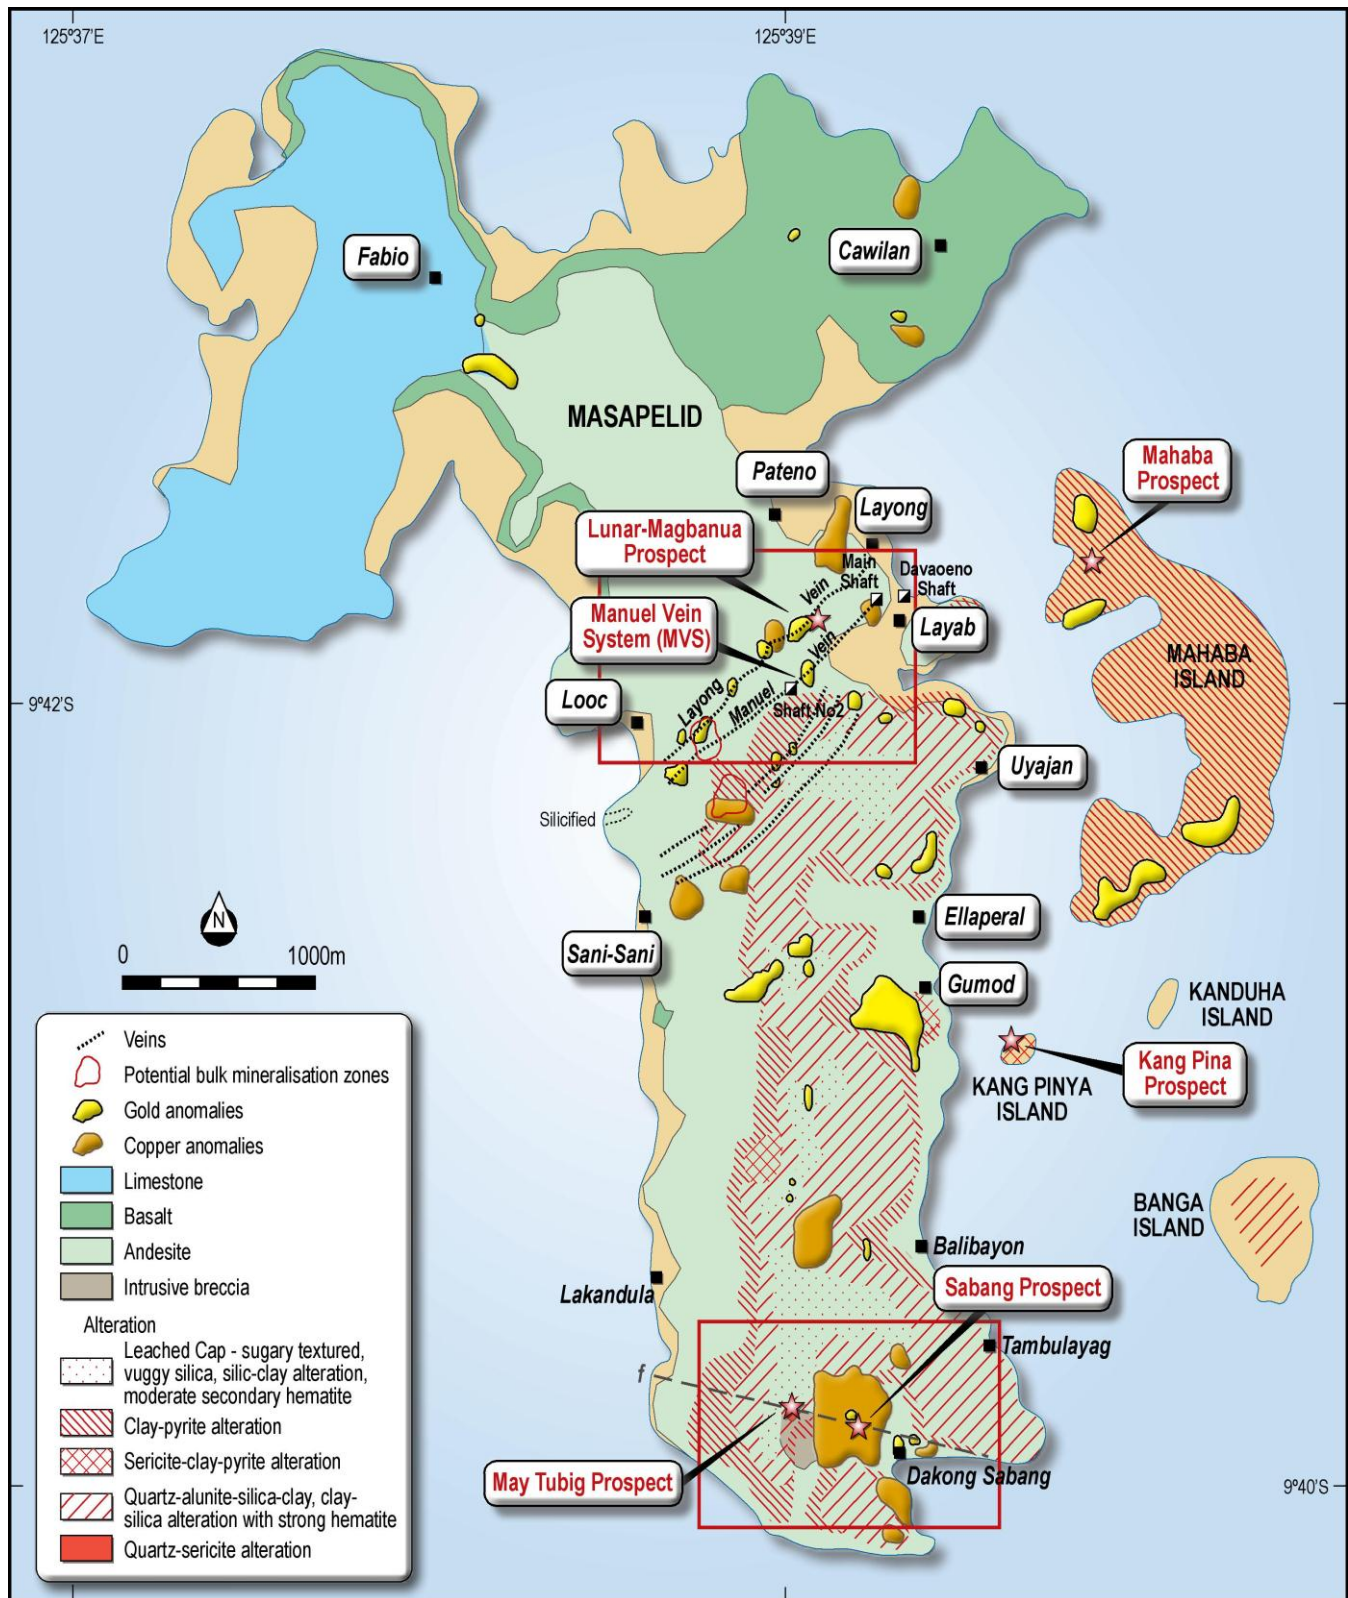 125°37'E
125°39'E
Fabio
Cawilan
MASAPELID
Mahaba
Prospect
Pateno
Layong
Lunar-Magbanua
Prospect
Main
Shaft
Davaoeno
Shaft
Vein
Manuel Vein
System (MVS)
Layab
Vein
MAHABA
ISLAND
Layong
Manuel
Looc
Shaft No2
9°42'S
Uyajan
Silicified
N
Ellaperal
0
1000m
Sani-Sani
Gumod
KANDUHA
ISLAND
Kang Pina
Prospect
KANG PINYA
ISLAND
BANGA
ISLAND
Balibayon
Lakandula
Sabang Prospect
Tambulayag
f
May Tubig Prospect
Dakong Sabang
9°40'S
Veins
Potential bulk mineralisation zones
Gold anomalies
Copper anomalies
Limestone
Basalt
Andesite
Intrusive breccia
Alteration
Leached Cap - sugary textured,
vuggy silica, silic-clay alteration,
moderate secondary hematite
Clay-pyrite alteration
Sericite-clay-pyrite alteration
Quartz-alunite-silica-clay, clay-
silica alteration with strong hematite
Quartz-sericite alteration